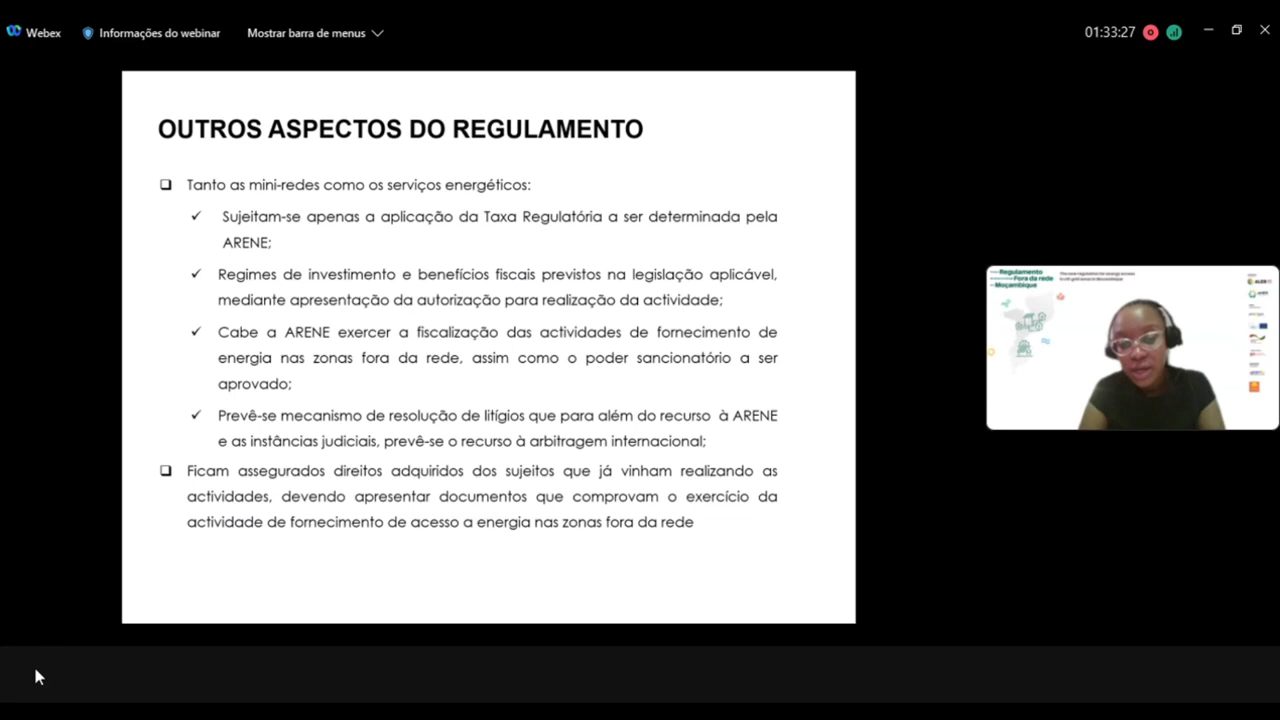 Webex
Informações do webinar
Mostrar barra de menus
01:33:27
OUTROS ASPECTOS DO REGULAMENTO
Tanto as mini-redes como os serviços energéticos:
Sujeitam-se apenas a aplicação da Taxa Regulatória a ser determinada pela
ARENE;
Regimes de investimento e benefícios fiscais previstos na legislação aplicável,
mediante apresentação da autorização para realização da actividade;
Cabe a ARENE exercer a fiscalização das actividades de fornecimento de
energia nas zonas fora da rede, assim como o poder sancionatório a ser
aprovado;
Prevê-se mecanismo de resolução de litígios que para além do recurso à ARENE
e as instâncias judiciais, prevê-se o recurso à arbitragem internacional;
Ficam assegurados direitos adquiridos dos sujeitos que já vinham realizando as
actividades, devendo apresentar documentos que comprovam o exercício da
actividade de fornecimento de acesso a energia nas zonas fora da rede
Regulamento
Fora da rede
Moçambique
ALER